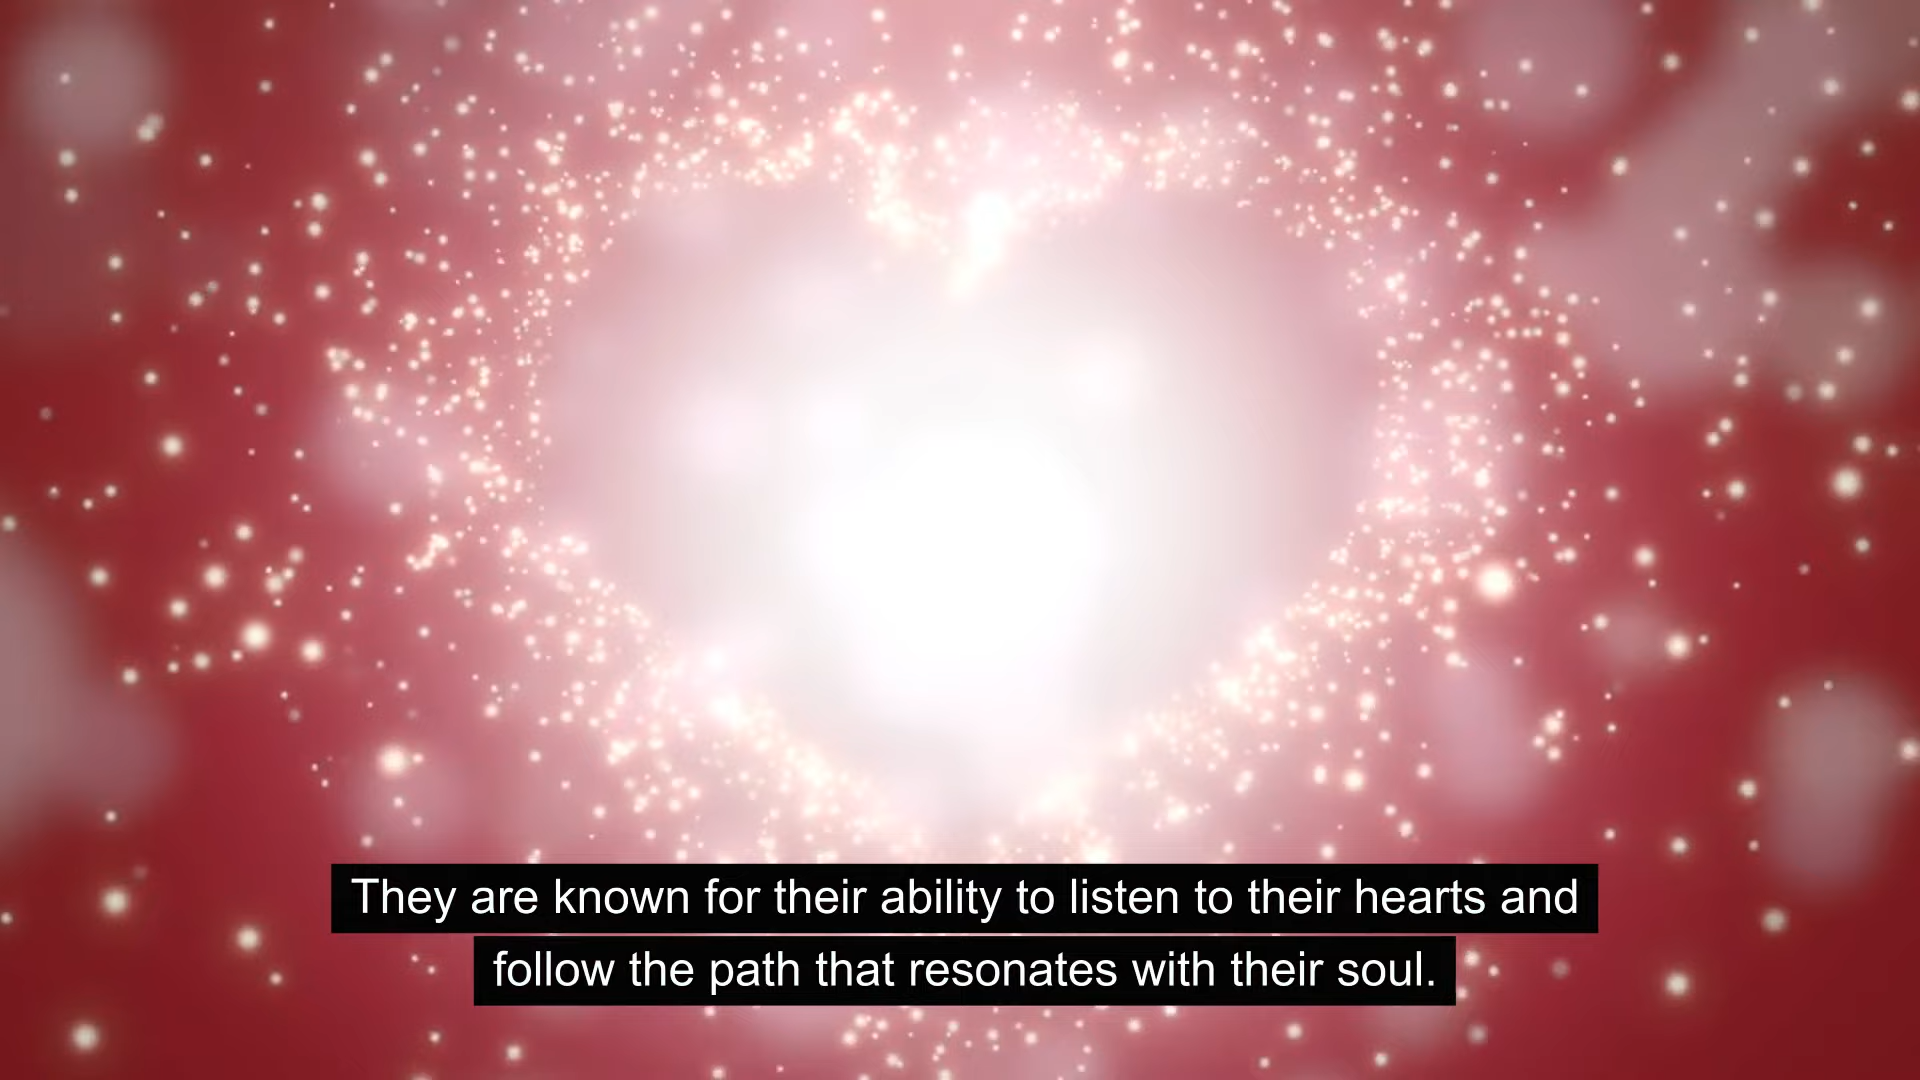 They are known for their ability to listen to their hearts and
follow the path that resonates with their soul.